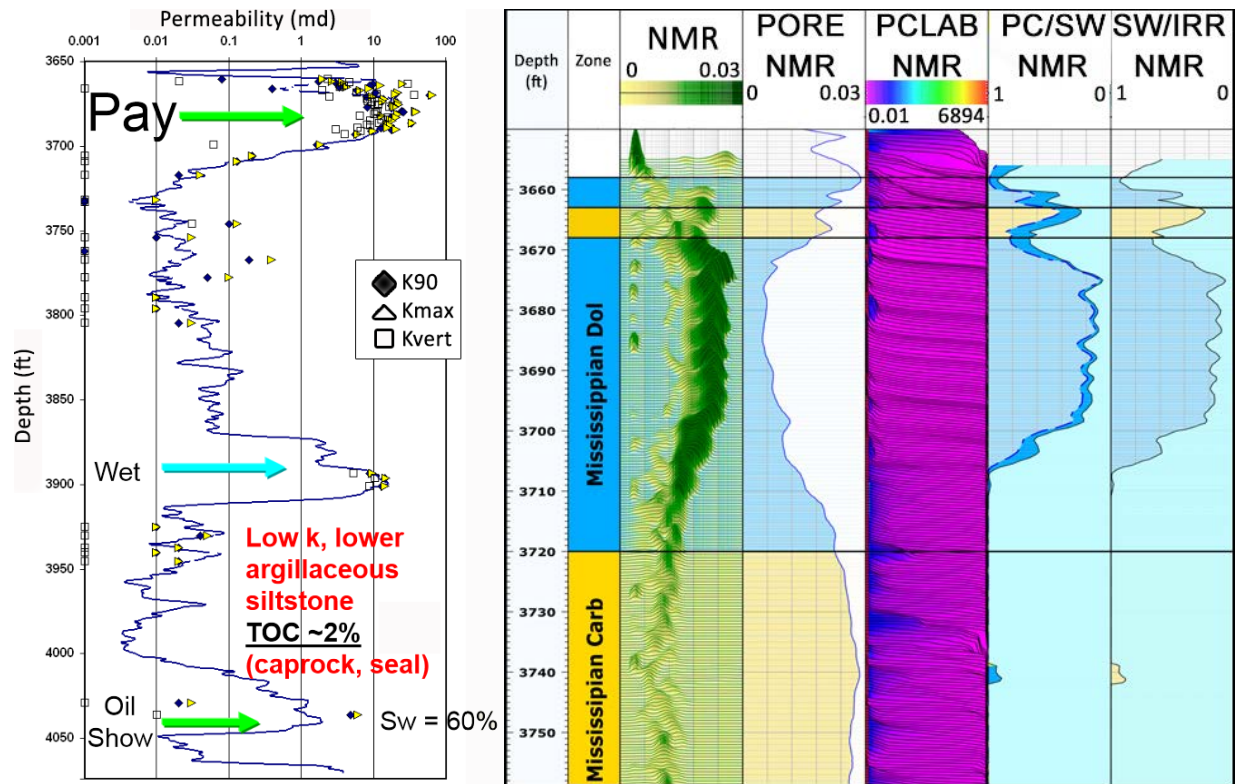 Permeability (md)
0.001 0.01 0.1 1 10 100
Depth (ft)
3650
3700
3750
3800
3850
3900
3950
4000
4050
Pay
K90
Kmax
Kvert
Wet
Low k, lower
argillaceous
siltstone
TOC ~2%
(caprock, seal)
Oil
Show
Sw = 60%
Depth
(ft)
Zone
NMR
0 0.03
PORE
NMR
0 0.03
PCLAB
NMR
0.01 6894
PC/SW
NMR
1 0
SW/IRR
NMR
1 0
3660
3670
3680
3690
3700
3710
3720
3730
3740
3750
Mississippian Dol
Missisipian Carb